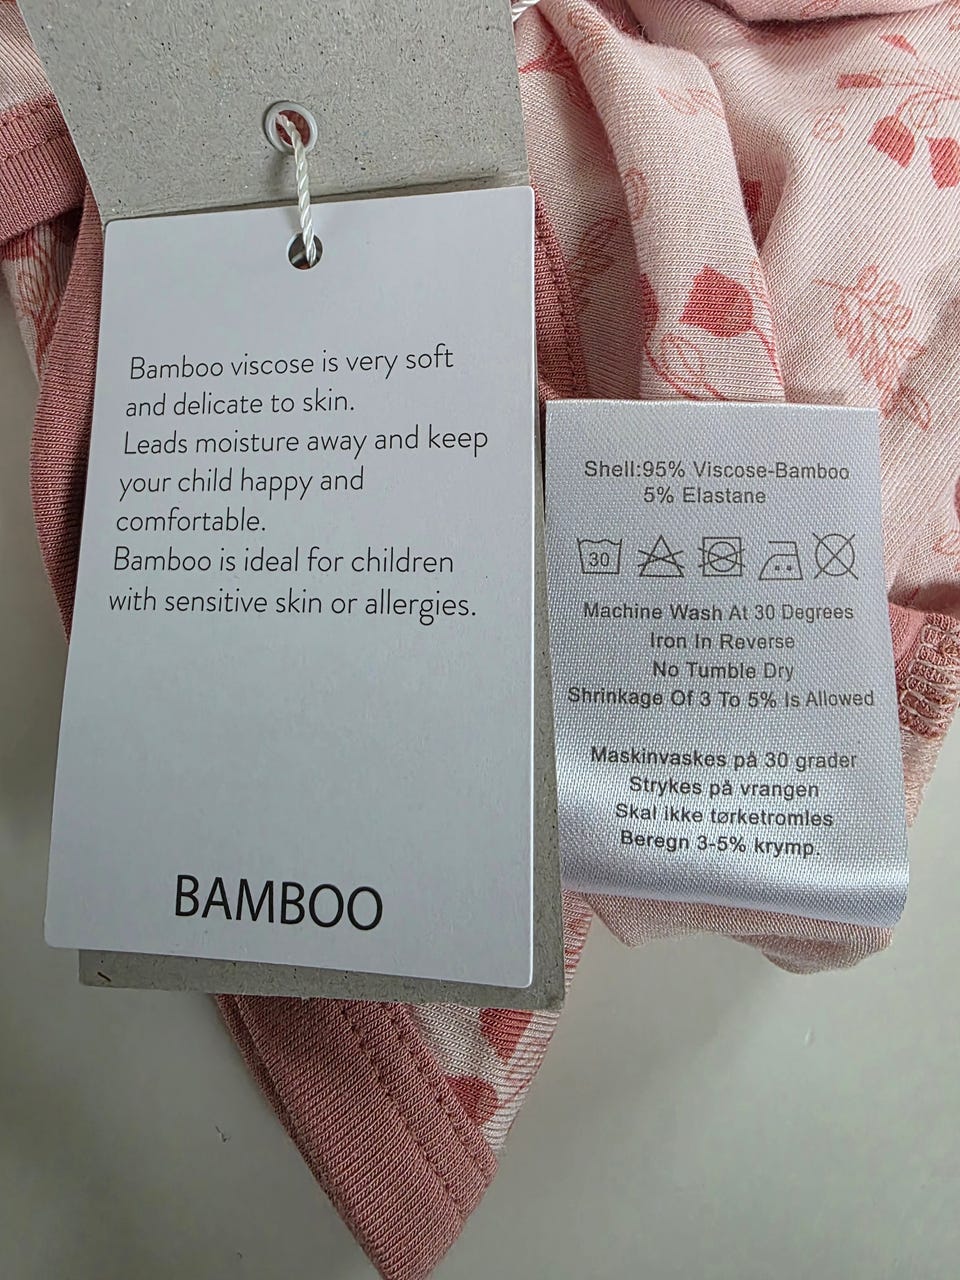 Bamboo viscose is very soft
and delicate to skin.
Leads moisture away and keep
your child happy and
comfortable.
Bamboo is ideal for children
with sensitive skin or allergies.
BAMBOO
Shell:95% Viscose-Bamboo
5% Elastane
30
Machine Wash At 30 Degrees
Iron In Reverse
No Tumble Dry
Shrinkage Of 3 To 5% Is Allowed
Maskinvaskes på 30 grader
Strykes på vrangen
Skal ikke tørketromles
Beregn 3-5% krymp.